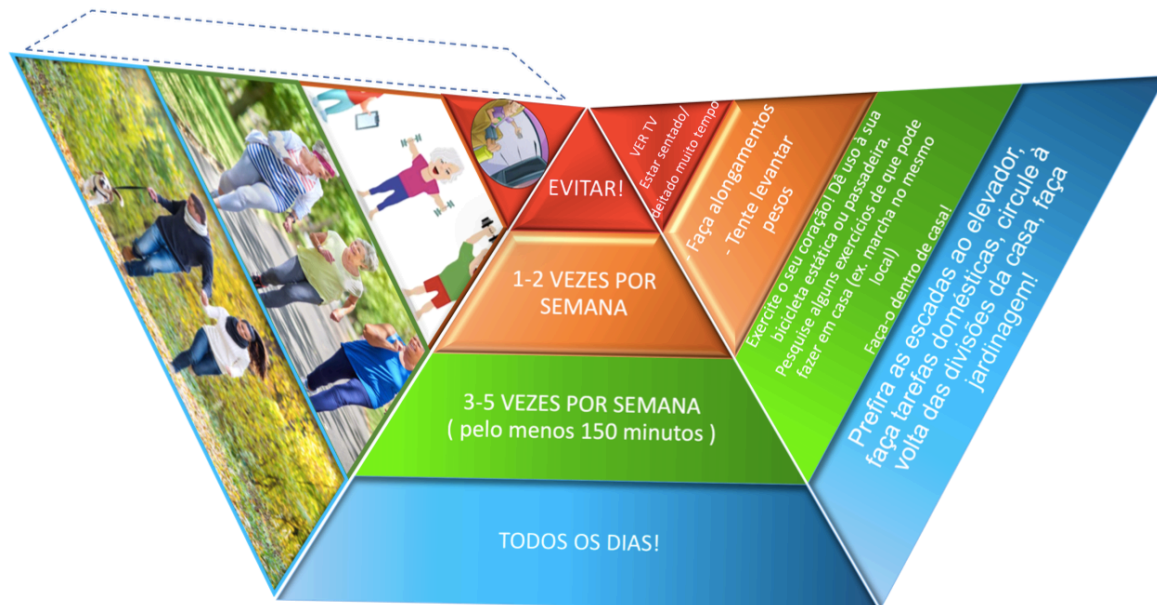 EVITAR!
1-2 VEZES POR
SEMANA
3-5 VEZES POR SEMANA
( pelo menos 150 minutos )
TODOS OS DIAS!
VER TV
Estar sentado/
deitado muito tempo
- Faça alongamentos
- Tente levantar
pesos
Exercite o seu coração! Dê uso à sua
bicicleta estática ou passadeira.
Pesquise alguns exercícios de que pode
fazer em casa (ex. marcha no mesmo
local)
Faça-o dentro de casa!
Prefira as escadas ao elevador,
faça tarefas domésticas, circule à
volta das divisões da casa, faça
jardinagem!